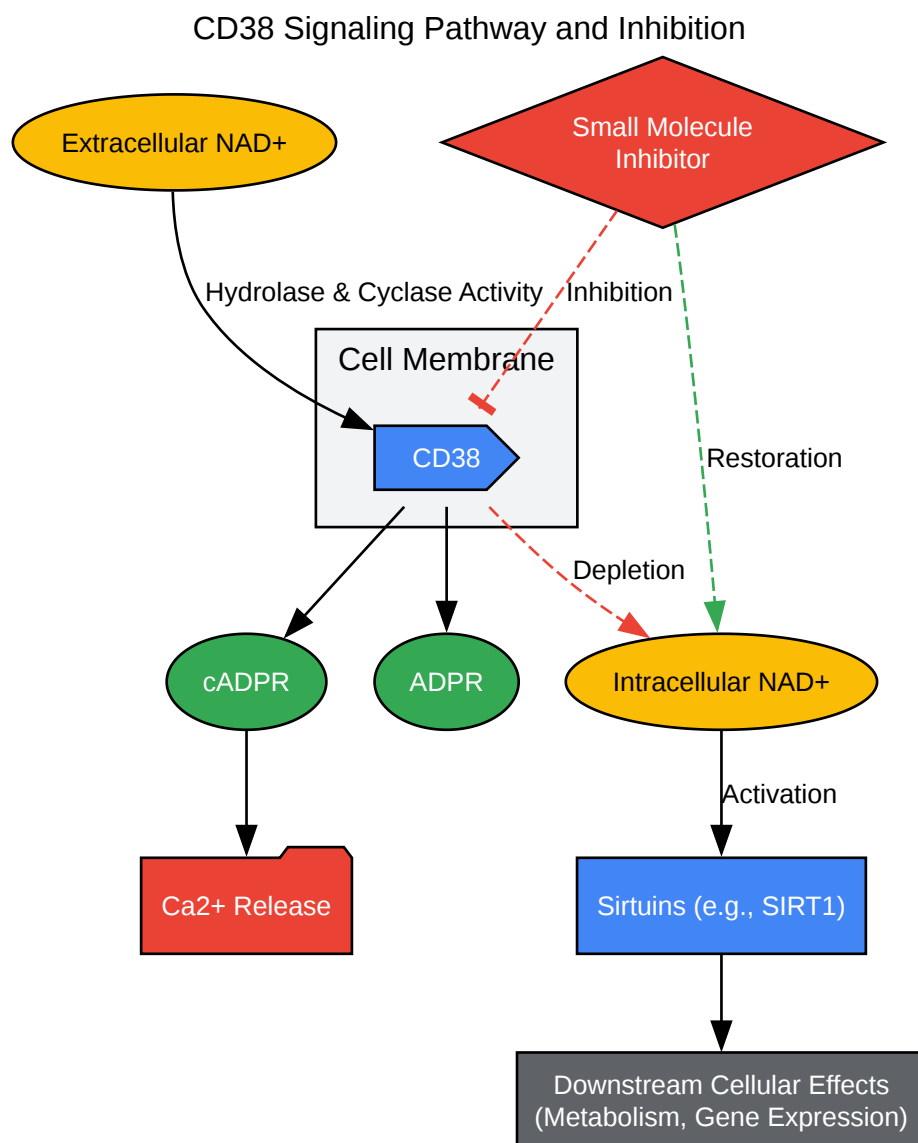 CD38 Signaling Pathway and Inhibition
Extracellular NAD+
Small Molecule
Inhibitor
Hydrolase & Cyclase Activity
Inhibition
Cell Membrane
CD38
Restoration
Depletion
cADPR
ADPR
Intracellular NAD+
Activation
Ca2+ Release
Sirtuins (e.g., SIRT1)
Downstream Cellular Effects
(Metabolism, Gene Expression)